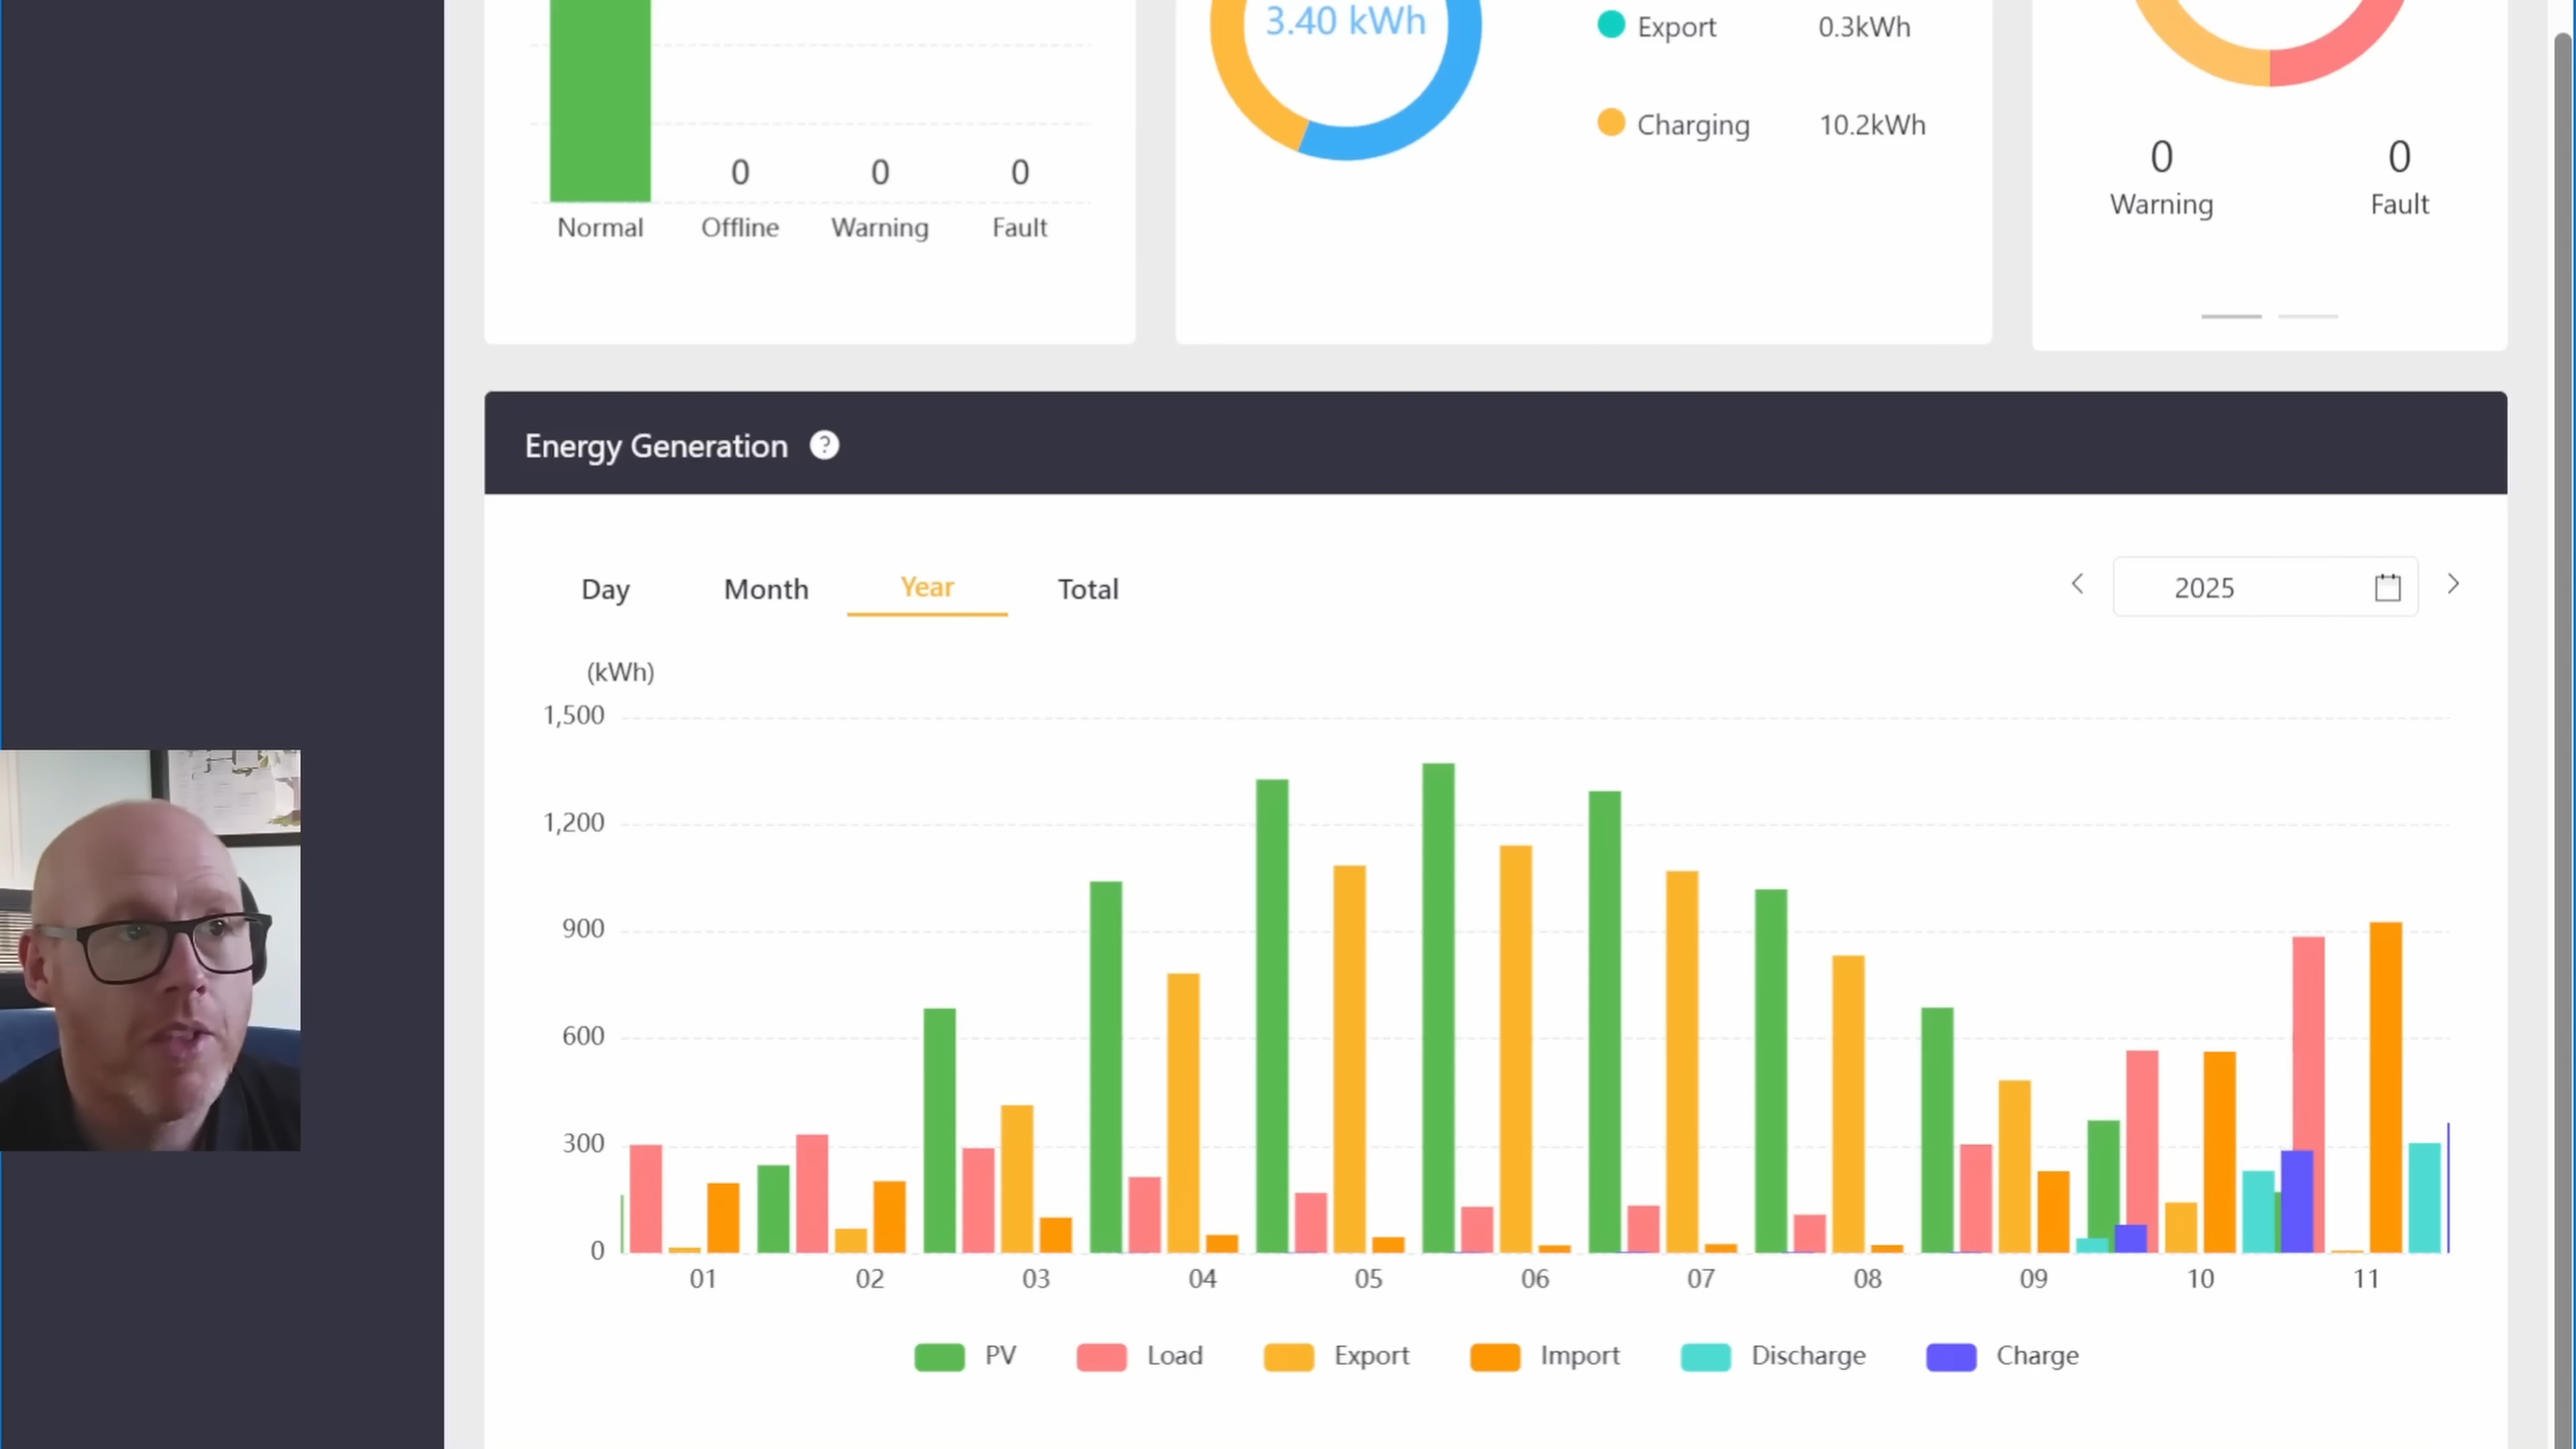 3.40 kWh
Export 0.3kWh
Charging 10.2kWh
0 0 0
Normal Offline Warning Fault
0 0
Warning Fault
Energy Generation ?
Day Month Year Total
2025
(kWh)
1,500
1,200
900
600
300
0
01 02 03 04 05 06 07 08 09 10 11
PV Load Export Import Discharge Charge